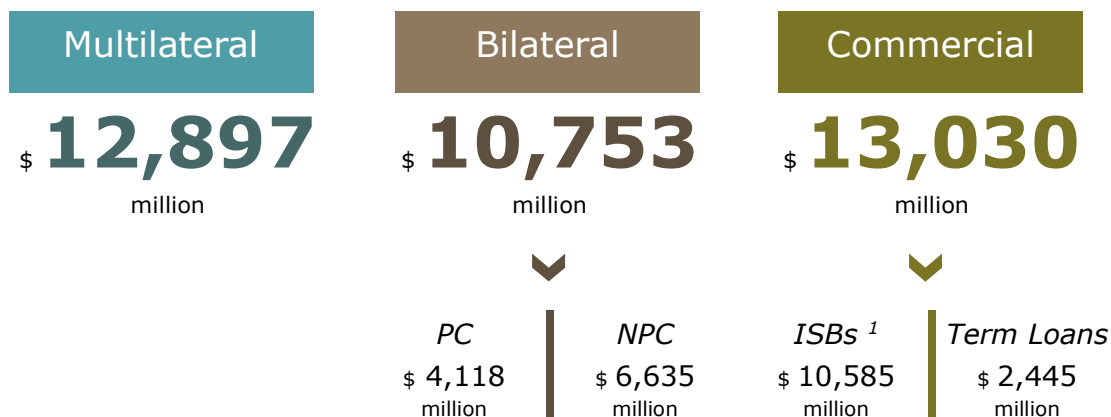 Multilateral
$ 12,897
million
Bilateral
$ 10,753
million
PC
$ 4,118
million
NPC
$ 6,635
million
Commercial
$ 13,030
million
ISBs 1
$ 10,585
million
Term Loans
$ 2,445
million